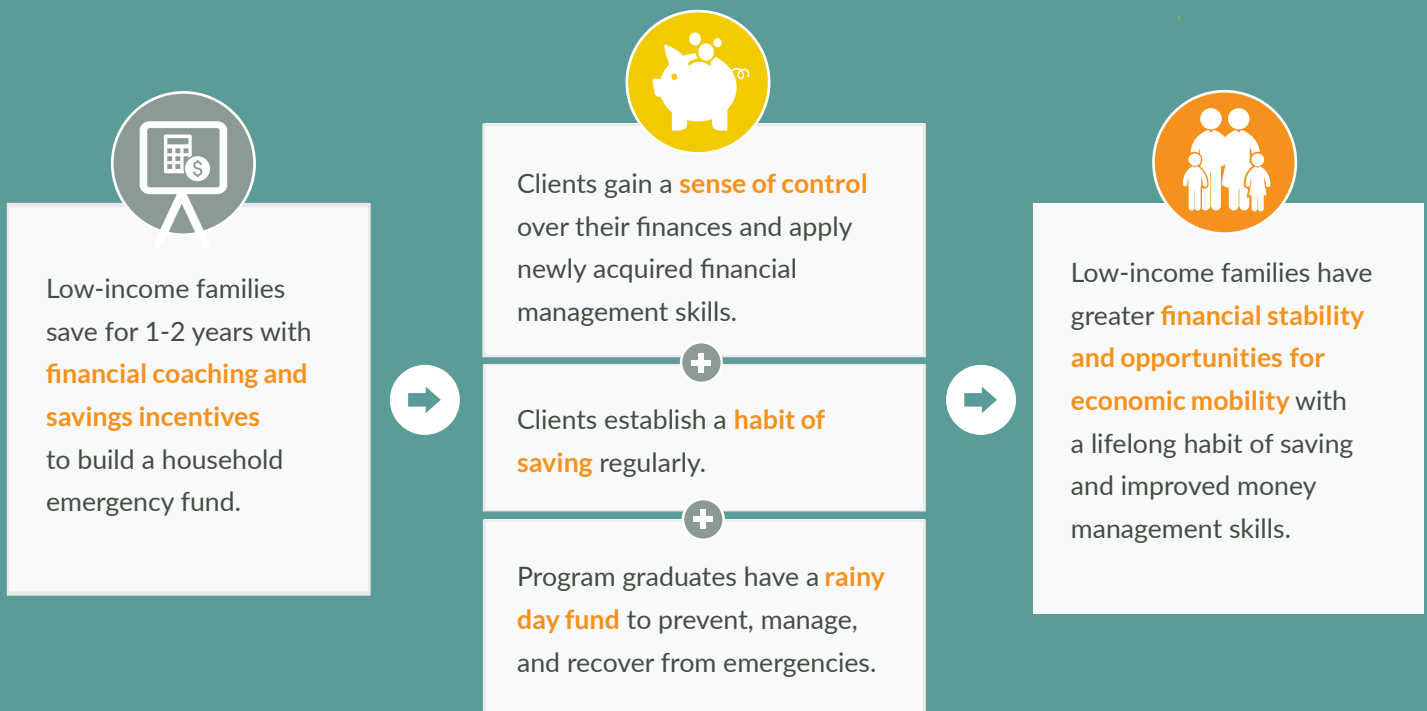 Low-income families
save for 1-2 years with
financial coaching and
savings incentives
to build a household
emergency fund.
Clients gain a sense of control
over their finances and apply
newly acquired financial
management skills.
Clients establish a habit of
saving regularly.
Program graduates have a rainy
day fund to prevent, manage,
and recover from emergencies.
Low-income families have
greater financial stability
and opportunities for
economic mobility with
a lifelong habit of saving
and improved money
management skills.